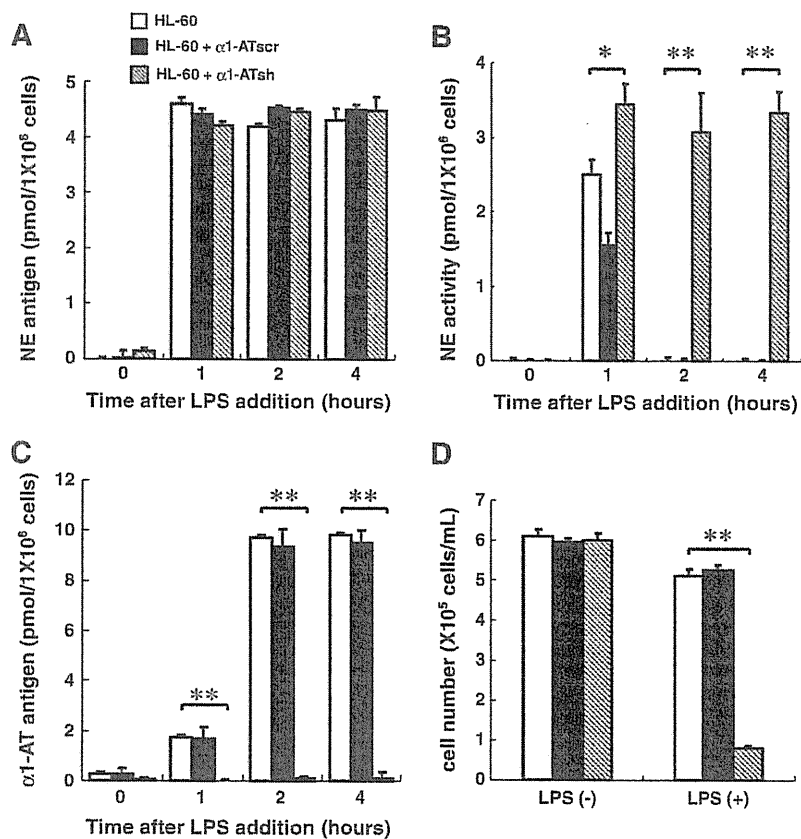 A
HL-60
HL-60 + α1-ATscr
HL-60 + α1-ATsh
NE antigen (pmol/1X10⁶ cells)
5
4
3
2
1
0
0 1 2 4
Time after LPS addition (hours)
B
NE activity (pmol/1X10⁶ cells)
4
3
2
1
0
* ** **
0 1 2 4
Time after LPS addition (hours)
C
α1-AT antigen (pmol/1X10⁶ cells)
12
10
8
6
4
2
0
** ** **
0 1 2 4
Time after LPS addition (hours)
D
cell number (X10⁵ cells/mL)
7
6
5
4
3
2
1
0
**
LPS (-) LPS (+)